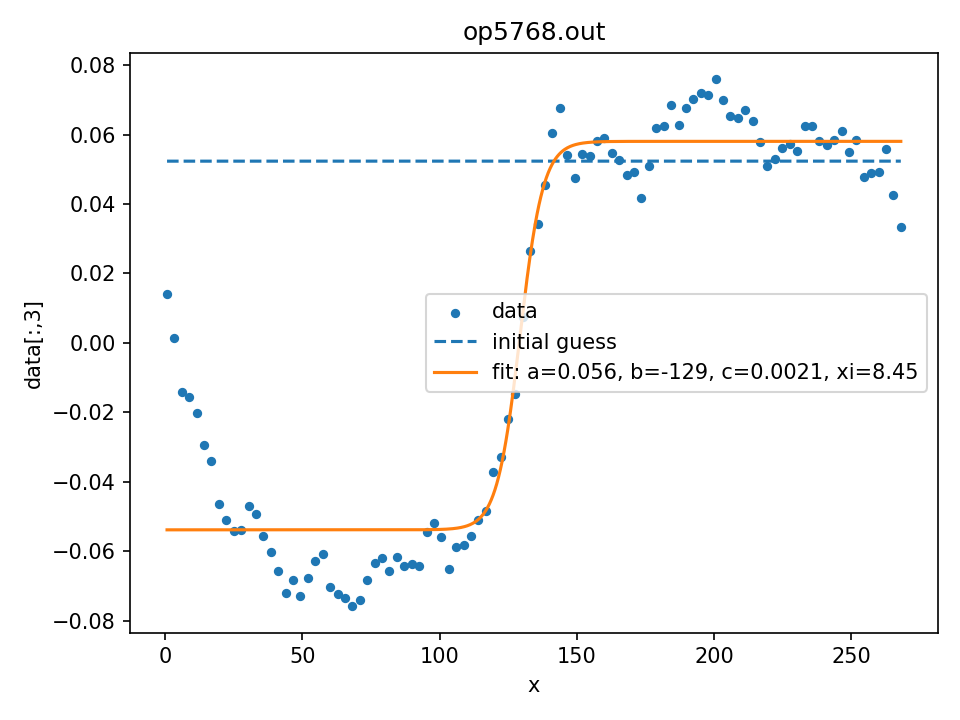 op5768.out
0.08
0.06
0.04
0.02
0.00
−0.02
−0.04
−0.06
−0.08
data[:,3]
data
initial guess
fit: a=0.056, b=-129, c=0.0021, xi=8.45
0 50 100 150 200 250
x